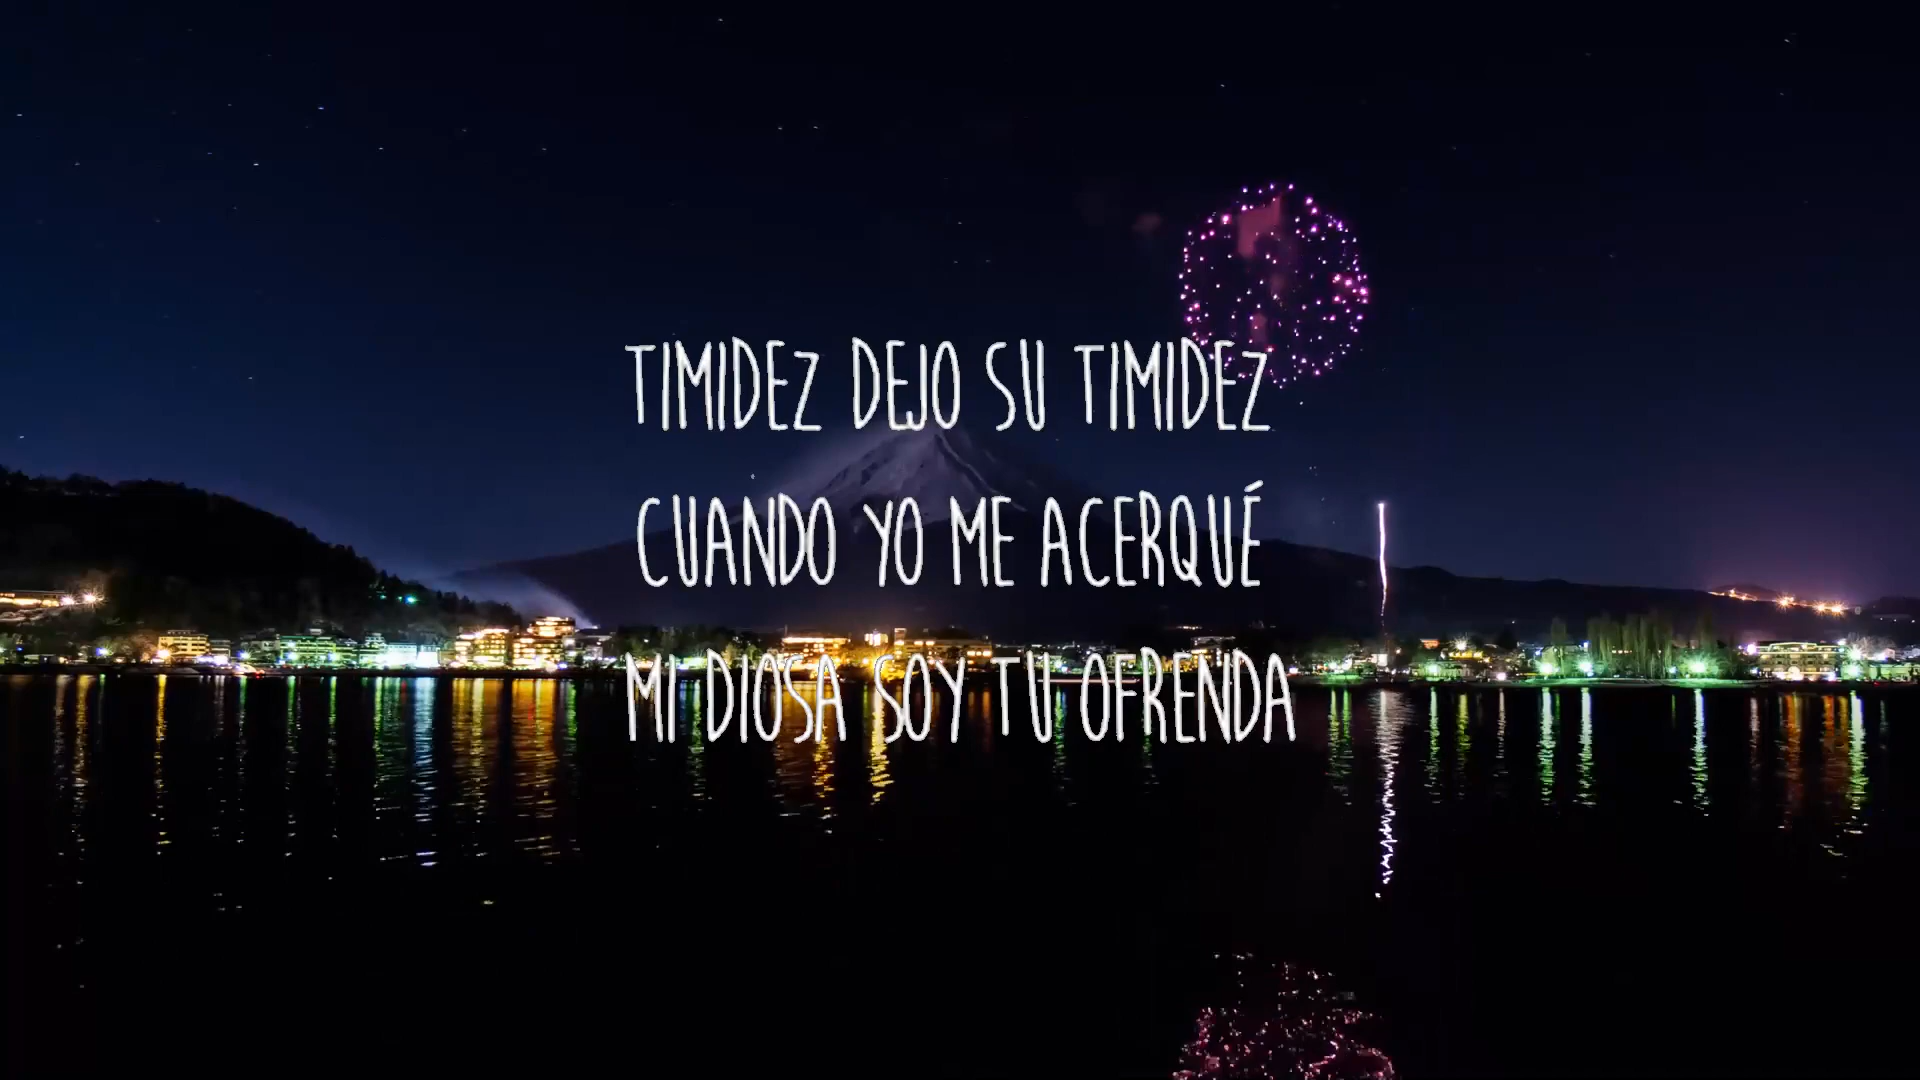 TIMIDEZ DEJO SU TIMIDEZ
CUANDO YO ME ACERQUÉ
MI DIOSA SOY TU OFRENDA